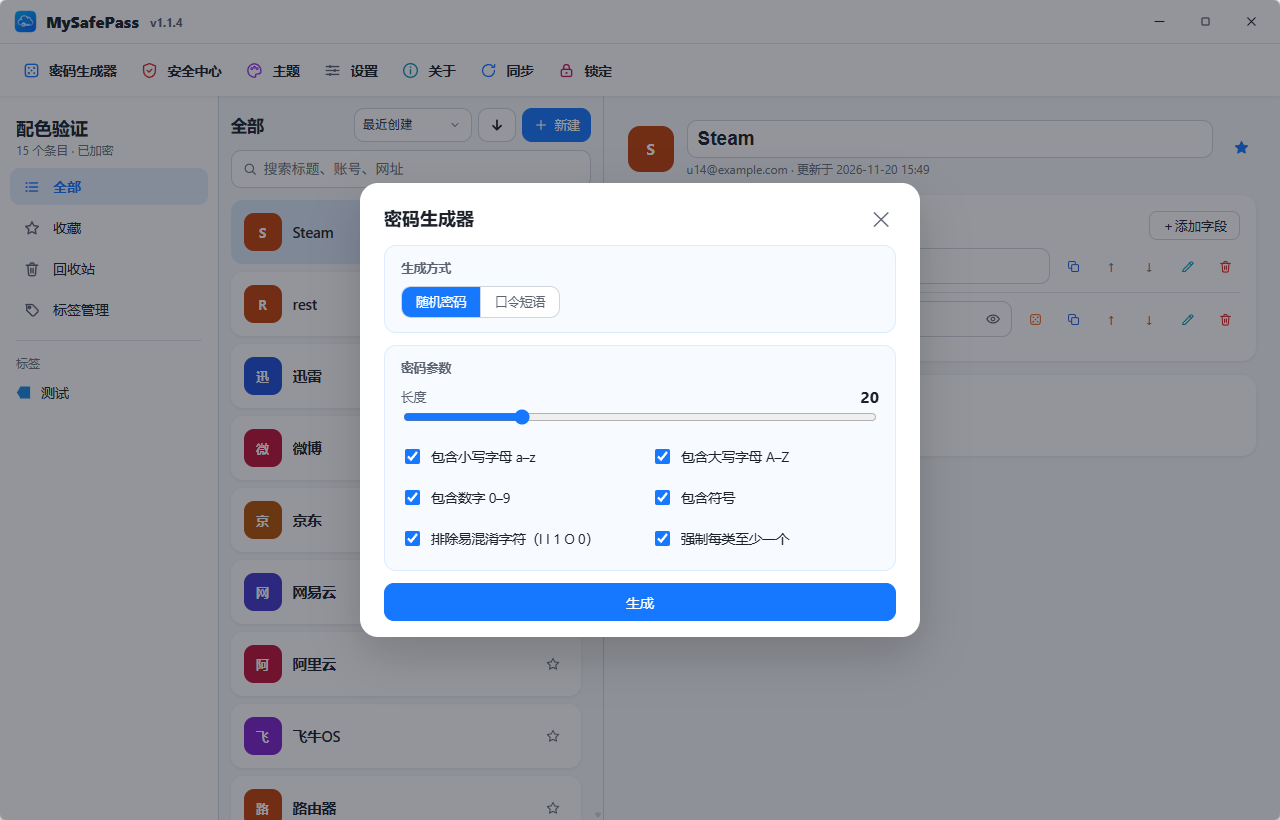 MySafePass v1.1.4
密码生成器 安全中心 主题 设置 关于 同步 锁定
配色验证
15 个条目 · 已加密
全部
收藏
回收站
标签管理
标签
测试
全部 最近创建 ↓ + 新建
搜索标题、账号、网址
S Steam
R rest
迅 迅雷
微 微博
京 京东
网 网易云
阿 阿里云
飞 飞牛OS
路 路由器
S Steam
u14@example.com · 更新于 2026-11-20 15:49
+ 添加字段
↑ ↓
↑ ↓
密码生成器
生成方式
随机密码 口令短语
密码参数
长度 20
包含小写字母 a–z 包含大写字母 A–Z
包含数字 0–9 包含符号
排除易混淆字符（l I 1 O 0） 强制每类至少一个
生成